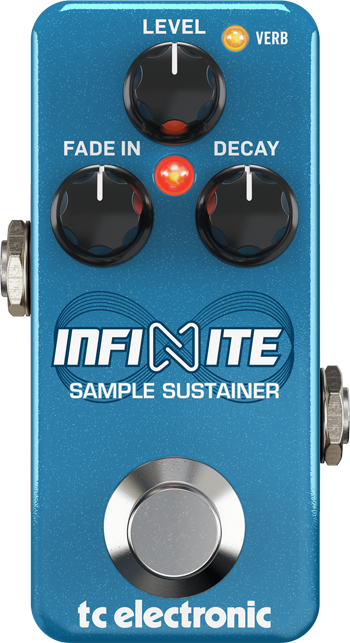 LEVEL
VERB
FADE IN
DECAY
INFINITE
SAMPLE SUSTAINER
tc electronic